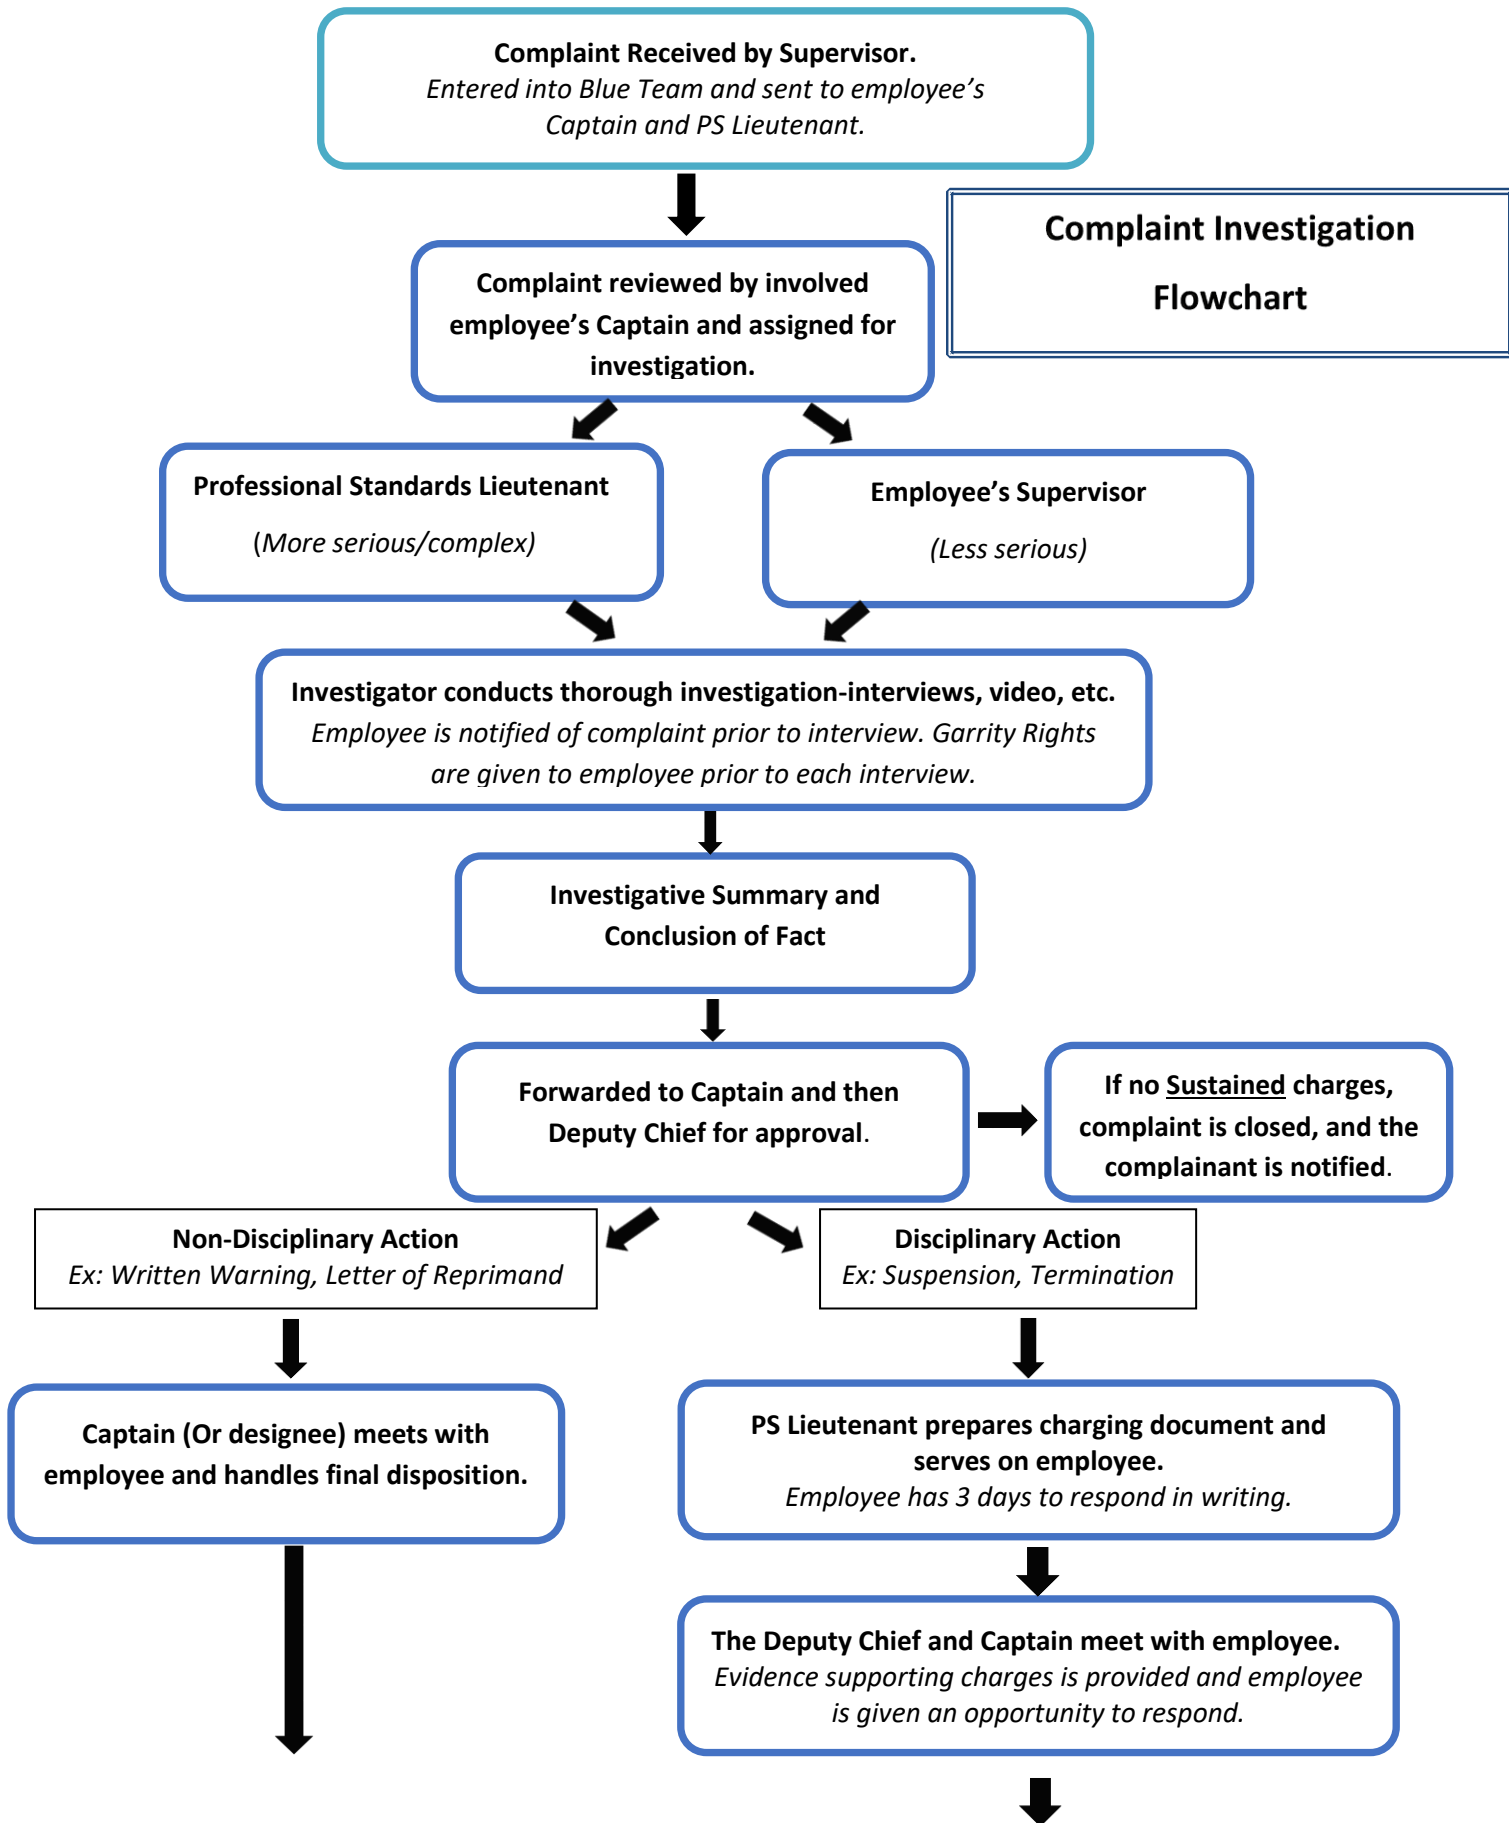 Complaint Received by Supervisor.
Entered into Blue Team and sent to employee’s
Captain and PS Lieutenant.
Complaint Investigation
Flowchart
Complaint reviewed by involved
employee’s Captain and assigned for
investigation.
Professional Standards Lieutenant
(More serious/complex)
Employee’s Supervisor
(Less serious)
Investigator conducts thorough investigation-interviews, video, etc.
Employee is notified of complaint prior to interview. Garrity Rights
are given to employee prior to each interview.
Investigative Summary and
Conclusion of Fact
Forwarded to Captain and then
Deputy Chief for approval.
If no Sustained charges,
complaint is closed, and the
complainant is notified.
Non-Disciplinary Action
Ex: Written Warning, Letter of Reprimand
Disciplinary Action
Ex: Suspension, Termination
Captain (Or designee) meets with
employee and handles final disposition.
PS Lieutenant prepares charging document and
serves on employee.
Employee has 3 days to respond in writing.
The Deputy Chief and Captain meet with employee.
Evidence supporting charges is provided and employee
is given an opportunity to respond.